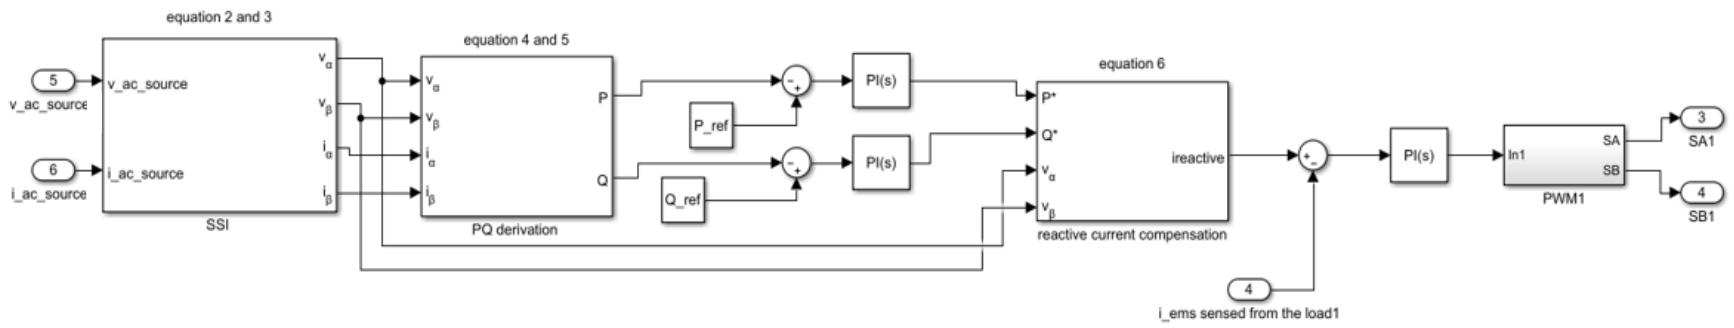 equation 2 and 3
5
v_ac_source
6
i_ac_source
v_ac_source
i_ac_source
vα
vβ
iα
iβ
SSI
equation 4 and 5
vα
vβ
iα
iβ
P
Q
PQ derivation
P_ref
Q_ref
−
+
−
+
PI(s)
PI(s)
equation 6
P*
Q*
vα
vβ
ireactive
reactive current compensation
+
−
4
i_ems sensed from the load1
PI(s)
In1
SA
SB
PWM1
3
SA1
4
SB1